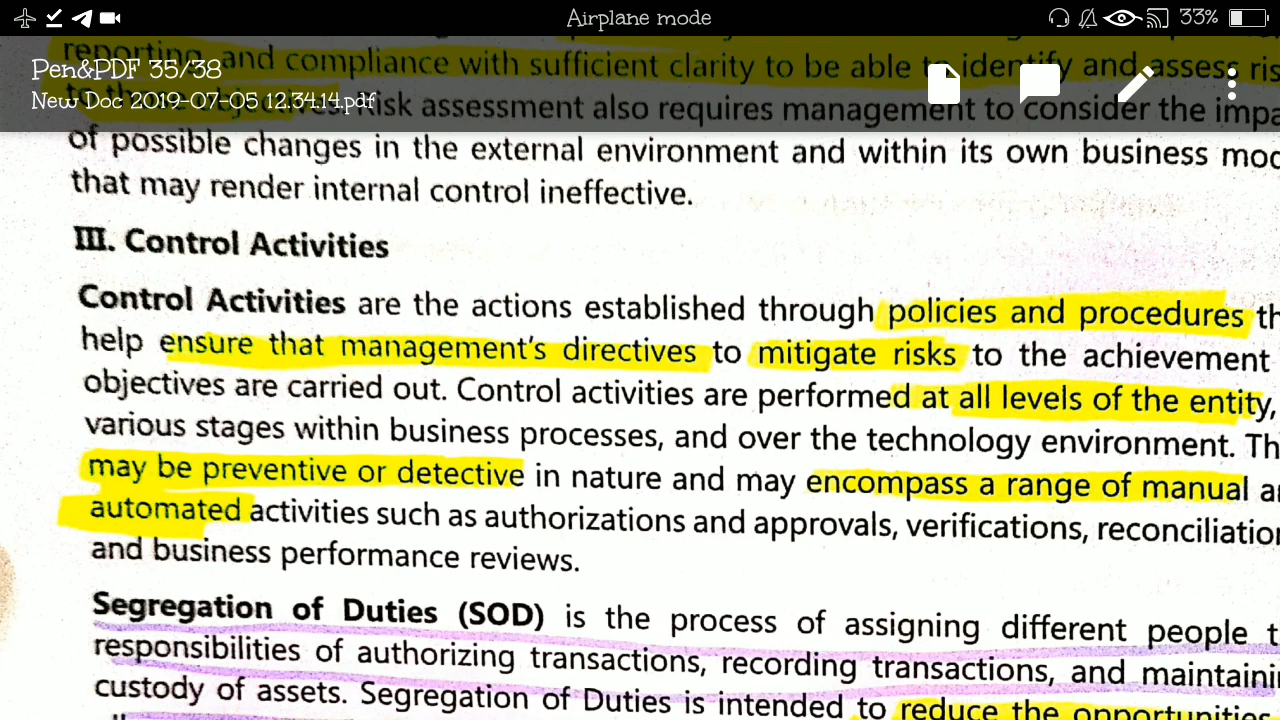 Airplane mode
33%
reporting, and compliance with sufficient clarity to be able to identify and assess
Pen&PDF 35/38
New Doc 2019-07-05 12.34.14.pdf
Risk assessment also requires management to consider the impa
of possible changes in the external environment and within its own business mod
that may render internal control ineffective.
III. Control Activities
Control Activities are the actions established through policies and procedures th
help ensure that management's directives to mitigate risks to the achievement
objectives are carried out. Control activities are performed at all levels of the entity,
various stages within business processes, and over the technology environment. Th
may be preventive or detective in nature and may encompass a range of manual a
automated activities such as authorizations and approvals, verifications, reconciliation
and business performance reviews.
Segregation of Duties (SOD) is the process of assigning different people t
responsibilities of authorizing transactions, recording transactions, and maintainin
custody of assets. Segregation of Duties is intended to reduce the opportunities